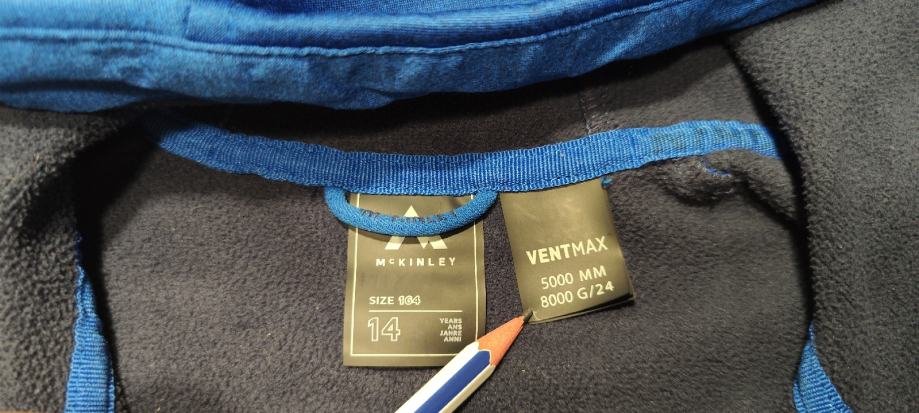 McKINLEY
SIZE 164
14
YEARS
ANS
JAHRE
ANNI
VENTMAX
5000 MM
8000 G/24